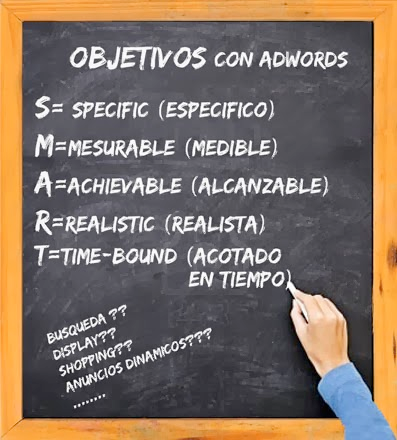 OBJETIVOS CON ADWORDS
S= SPECIFIC (ESPECIFICO)
M=MESURABLE (MEDIBLE)
A=ACHIEVABLE (ALCANZABLE)
R=REALISTIC (REALISTA)
T=TIME-BOUND (ACOTADO
EN TIEMPO)
BUSQUEDA ??
DISPLAY??
SHOPPING??
ANUNCIOS DINAMICOS???
........